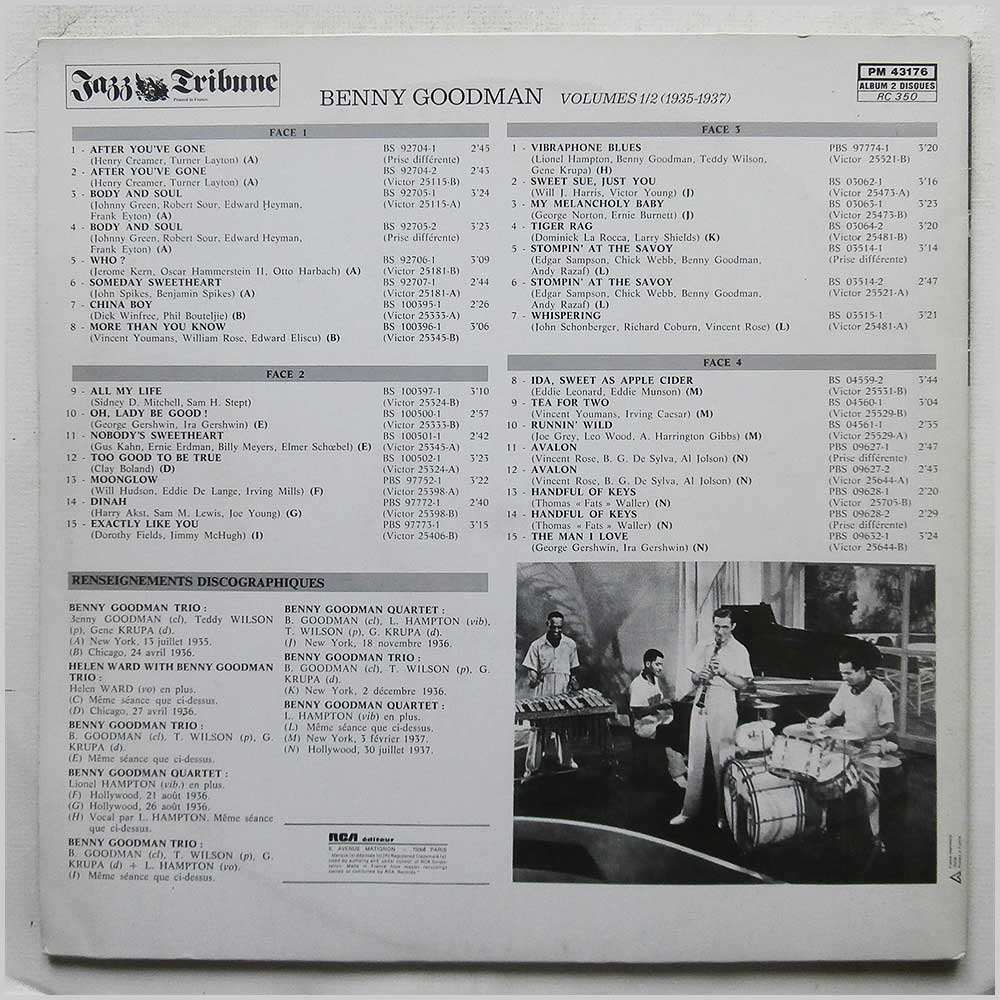 Jazz Tribune
Printed in France
BENNY GOODMAN VOLUMES 1/2 (1935-1937)
PM 43176
ALBUM 2 DISQUES
RC 350
FACE 1
1 - AFTER YOU'VE GONE BS 92704-1 2'45
(Henry Creamer, Turner Layton) (A) (Prise différente)
2 - AFTER YOU'VE GONE BS 92704-2 2'43
(Henry Creamer, Turner Layton) (A) (Victor 25115-B)
3 - BODY AND SOUL BS 92705-1 3'24
(Johnny Green, Robert Sour, Edward Heyman, (Victor 25115-A)
Frank Eyton) (A)
4 - BODY AND SOUL BS 92705-2 3'23
(Johnny Green, Robert Sour, Edward Heyman, (Prise différente)
Frank Eyton) (A)
5 - WHO ? BS 92706-1 3'09
(Jerome Kern, Oscar Hammerstein II, Otto Harbach) (A) (Victor 25181-B)
6 - SOMEDAY SWEETHEART BS 92707-1 2'44
(John Spikes, Benjamin Spikes) (A) (Victor 25181-A)
7 - CHINA BOY BS 100395-1 2'26
(Dick Winfree, Phil Bouteljie) (B) (Victor 25333-A)
8 - MORE THAN YOU KNOW BS 100396-1 3'06
(Vincent Youmans, William Rose, Edward Eliscu) (B) (Victor 25345-B)
FACE 2
9 - ALL MY LIFE BS 100397-1 3'10
(Sidney D. Mitchell, Sam H. Stept) (Victor 25324-B)
10 - OH, LADY BE GOOD ! BS 100500-1 2'57
(George Gershwin, Ira Gershwin) (E) (Victor 25333-B)
11 - NOBODY'S SWEETHEART BS 100501-1 2'42
(Gus Kahn, Ernie Erdman, Billy Meyers, Elmer Schœbel) (E) (Victor 25345-A)
12 - TOO GOOD TO BE TRUE BS 100502-1 3'23
(Clay Boland) (D) (Victor 25324-A)
13 - MOONGLOW PBS 97752-1 3'22
(Will Hudson, Eddie De Lange, Irving Mills) (F) (Victor 25398-A)
14 - DINAH PBS 97772-1 2'40
(Harry Akst, Sam M. Lewis, Joe Young) (G) (Victor 25398-B)
15 - EXACTLY LIKE YOU PBS 97773-1 3'15
(Dorothy Fields, Jimmy McHugh) (I) (Victor 25406-B)
FACE 3
1 - VIBRAPHONE BLUES PBS 97774-1 3'20
(Lionel Hampton, Benny Goodman, Teddy Wilson, (Victor 25521-B)
Gene Krupa) (H)
2 - SWEET SUE, JUST YOU BS 03062-1 3'16
(Will J. Harris, Victor Young) (J) (Victor 25473-A)
3 - MY MELANCHOLY BABY BS 03063-1 3'23
(George Norton, Ernie Burnett) (J) (Victor 25473-B)
4 - TIGER RAG BS 03064-2 3'20
(Dominick La Rocca, Larry Shields) (K) (Victor 25481-B)
5 - STOMPIN' AT THE SAVOY BS 03514-1 3'14
(Edgar Sampson, Chick Webb, Benny Goodman, (Prise différente)
Andy Razaf) (L)
6 - STOMPIN' AT THE SAVOY BS 03514-2 2'47
(Edgar Sampson, Chick Webb, Benny Goodman, (Victor 25521-A)
Andy Razaf) (L)
7 - WHISPERING BS 03515-1 3'21
(John Schonberger, Richard Coburn, Vincent Rose) (L) (Victor 25481-A)
FACE 4
8 - IDA, SWEET AS APPLE CIDER BS 04559-2 3'44
(Eddie Leonard, Eddie Munson) (M) (Victor 25531-B)
9 - TEA FOR TWO BS 04560-1 3'04
(Vincent Youmans, Irving Caesar) (M) (Victor 25529-B)
10 - RUNNIN' WILD BS 04561-1 2'35
(Joe Grey, Leo Wood, A. Harrington Gibbs) (M) (Victor 25529-A)
11 - AVALON PBS 09627-1 2'47
(Vincent Rose, B. G. De Sylva, Al Jolson) (N) (Prise différente)
12 - AVALON PBS 09627-2 2'43
(Vincent Rose, B. G. De Sylva, Al Jolson) (N) (Victor 25644-A)
13 - HANDFUL OF KEYS PBS 09628-1 2'20
(Thomas « Fats » Waller) (N) (Victor 25705-B)
14 - HANDFUL OF KEYS PBS 09628-2 2'29
(Thomas « Fats » Waller) (N) (Prise différente)
15 - THE MAN I LOVE PBS 09632-1 3'24
(George Gershwin, Ira Gershwin) (N) (Victor 25644-B)
RENSEIGNEMENTS DISCOGRAPHIQUES
BENNY GOODMAN TRIO :
Benny GOODMAN (cl), Teddy WILSON
(p), Gene KRUPA (d).
(A) New York, 13 juillet 1935.
(B) Chicago, 24 avril 1936.
HELEN WARD WITH BENNY GOODMAN
TRIO :
Helen WARD (vo) en plus.
(C) Même séance que ci-dessus.
(D) Chicago, 27 avril 1936.
BENNY GOODMAN TRIO :
B. GOODMAN (cl), T. WILSON (p), G.
KRUPA (d).
(E) Même séance que ci-dessus.
BENNY GOODMAN QUARTET :
Lionel HAMPTON (vib.) en plus.
(F) Hollywood, 21 août 1936.
(G) Hollywood, 26 août 1936.
(H) Vocal par L. HAMPTON. Même séance
que ci-dessus.
BENNY GOODMAN TRIO :
B. GOODMAN (cl), T. WILSON (p), G.
KRUPA (d) + L. HAMPTON (vo).
(I) Même séance que ci-dessus.
BENNY GOODMAN QUARTET :
B. GOODMAN (cl), L. HAMPTON (vib),
T. WILSON (p), G. KRUPA (d).
(J) New York, 18 novembre 1936.
BENNY GOODMAN TRIO :
B. GOODMAN (cl), T. WILSON (p), G.
KRUPA (d).
(K) New York, 2 décembre 1936.
BENNY GOODMAN QUARTET :
L. HAMPTON (vib) en plus.
(L) Même séance que ci-dessus.
(M) New York, 3 février 1937.
(N) Hollywood, 30 juillet 1937.
RCA éditeur
9, AVENUE MATIGNON - 75008 PARIS